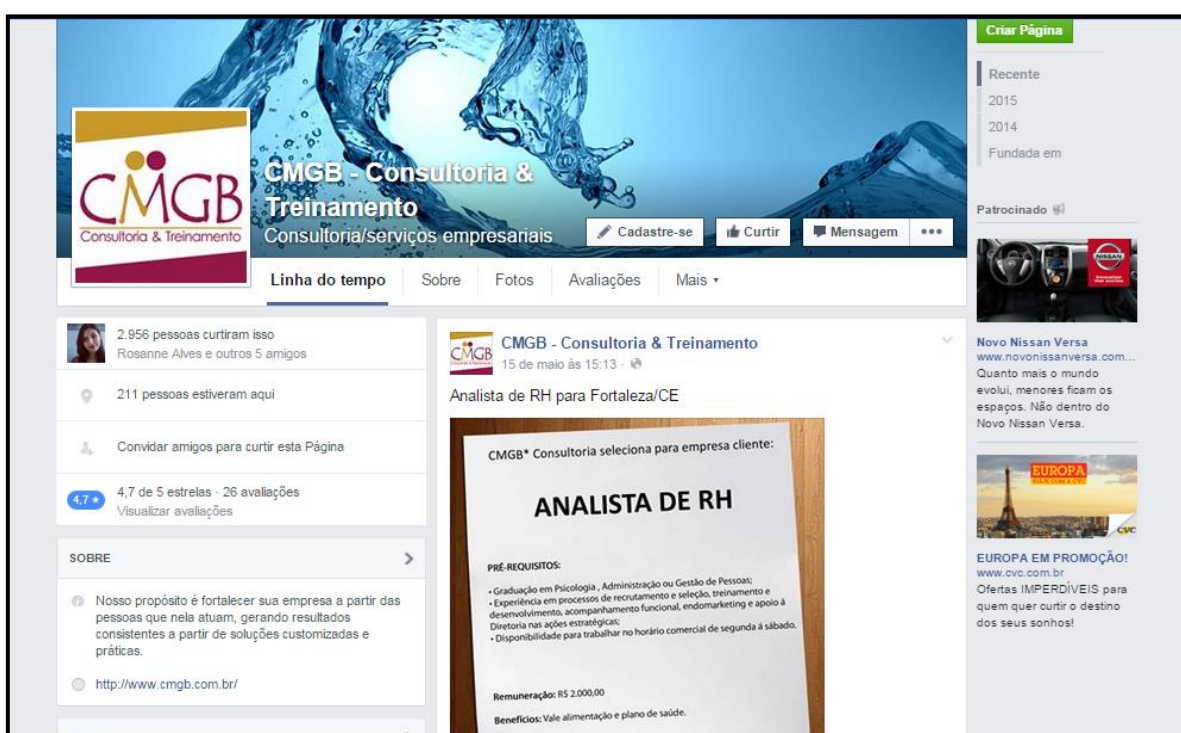 Criar Página
Recente
2015
2014
Fundada em
CMGB
Consultoria & Treinamento
CMGB - Consultoria &
Treinamento
Consultoria/serviços empresariais
Cadastre-se
Curtir
Mensagem
Linha do tempo
Sobre
Fotos
Avaliações
Mais
2.956 pessoas curtiram isso
Rosanne Alves e outros 5 amigos
211 pessoas estiveram aqui
Convidar amigos para curtir esta Página
4,7
4,7 de 5 estrelas · 26 avaliações
Visualizar avaliações
SOBRE
Nosso propósito é fortalecer sua empresa a partir das
pessoas que nela atuam, gerando resultados
consistentes a partir de soluções customizadas e
práticas.
http://www.cmgb.com.br/
CMGB
CMGB - Consultoria & Treinamento
15 de maio às 15:13 ·
Analista de RH para Fortaleza/CE
CMGB* Consultoria seleciona para empresa cliente:
ANALISTA DE RH
PRÉ-REQUISITOS:
• Graduação em Psicologia , Administração ou Gestão de Pessoas;
• Experiência em processos de recrutamento e seleção, treinamento e
desenvolvimento, acompanhamento funcional, endomarketing e apoio à
Diretoria nas ações estratégicas;
• Disponibilidade para trabalhar no horário comercial de segunda á sábado.
Remuneração: R$ 2.000,00
Benefícios: Vale alimentação e plano de saúde.
Patrocinado
NISSAN
Novo Nissan Versa
www.novonissanversa.com...
Quanto mais o mundo
evolui, menores ficam os
espaços. Não dentro do
Novo Nissan Versa.
EUROPA
VIAJE COM A CVC
CVC
EUROPA EM PROMOÇÃO!
www.cvc.com.br
Ofertas IMPERDÍVEIS para
quem quer curtir o destino
dos seus sonhos!